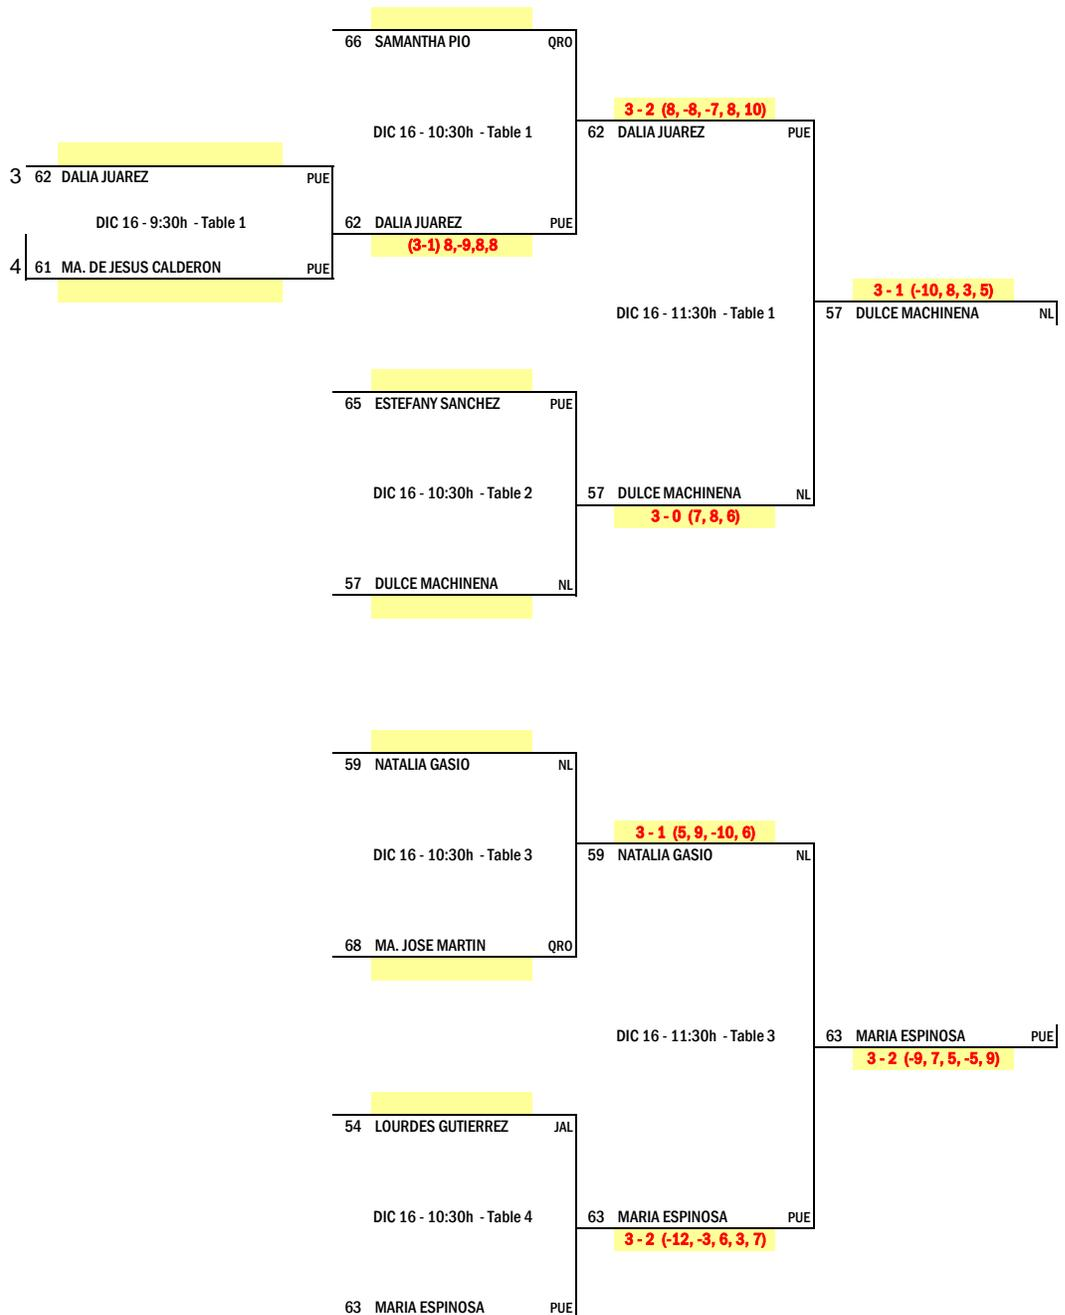 66 SAMANTHA PIO QRO
3 - 2 (8, -8, -7, 8, 10)
DIC 16 - 10:30h - Table 1
62 DALIA JUAREZ PUE
3 62 DALIA JUAREZ PUE
DIC 16 - 9:30h - Table 1
62 DALIA JUAREZ PUE
(3-1) 8,-9,8,8
4 61 MA. DE JESUS CALDERON PUE
3 - 1 (-10, 8, 3, 5)
DIC 16 - 11:30h - Table 1
57 DULCE MACHINENA NL
65 ESTEFANY SANCHEZ PUE
DIC 16 - 10:30h - Table 2
57 DULCE MACHINENA NL
3 - 0 (7, 8, 6)
57 DULCE MACHINENA NL
59 NATALIA GASIO NL
3 - 1 (5, 9, -10, 6)
DIC 16 - 10:30h - Table 3
59 NATALIA GASIO NL
68 MA. JOSE MARTIN QRO
DIC 16 - 11:30h - Table 3
63 MARIA ESPINOSA PUE
3 - 2 (-9, 7, 5, -5, 9)
54 LOURDES GUTIERREZ JAL
DIC 16 - 10:30h - Table 4
63 MARIA ESPINOSA PUE
3 - 2 (-12, -3, 6, 3, 7)
63 MARIA ESPINOSA PUE